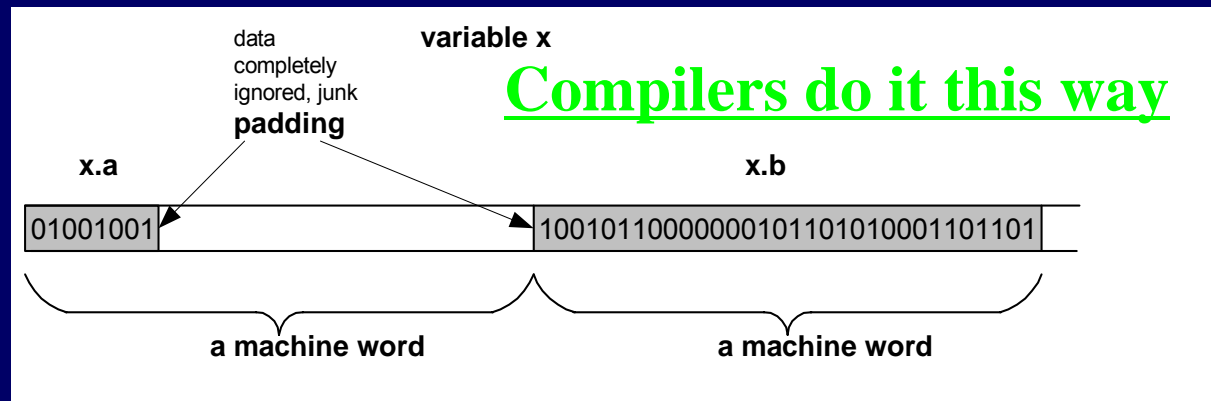 data
completely
ignored, junk
padding
variable x
Compilers do it this way
x.a
x.b
01001001
10010110000000101101010001101101
a machine word
a machine word